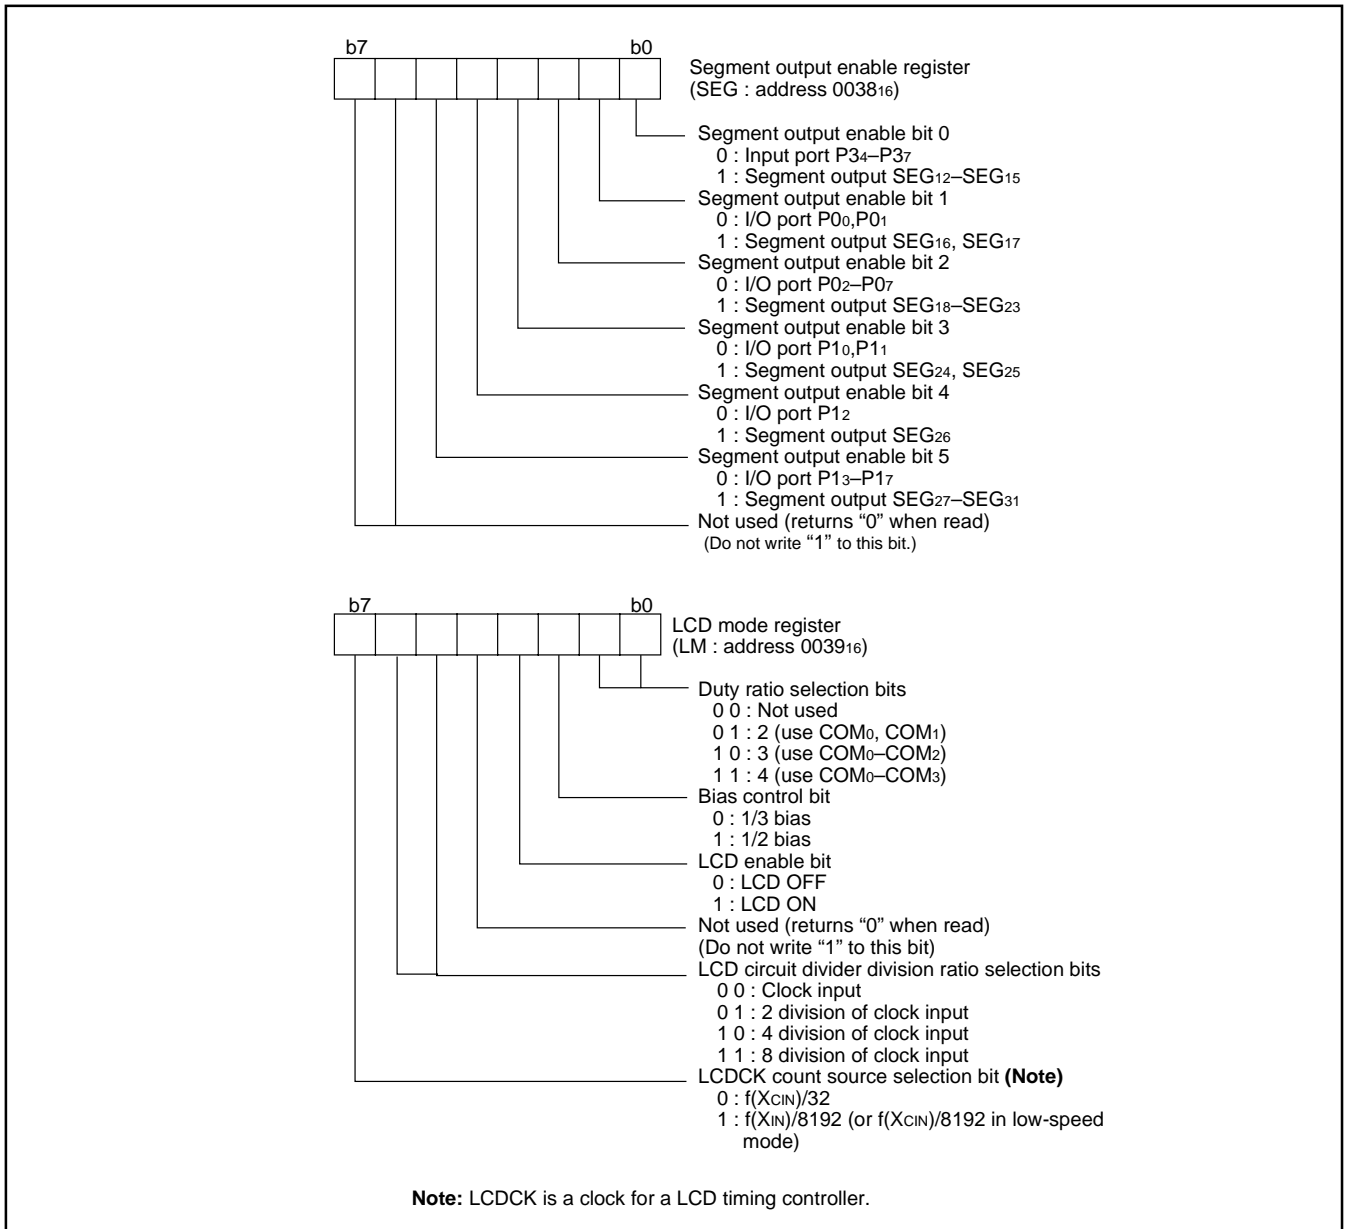 b7 b0
Segment output enable register
(SEG : address 003816)
Segment output enable bit 0
0 : Input port P34–P37
1 : Segment output SEG12–SEG15
Segment output enable bit 1
0 : I/O port P00,P01
1 : Segment output SEG16, SEG17
Segment output enable bit 2
0 : I/O port P02–P07
1 : Segment output SEG18–SEG23
Segment output enable bit 3
0 : I/O port P10,P11
1 : Segment output SEG24, SEG25
Segment output enable bit 4
0 : I/O port P12
1 : Segment output SEG26
Segment output enable bit 5
0 : I/O port P13–P17
1 : Segment output SEG27–SEG31
Not used (returns “0” when read)
(Do not write “1” to this bit.)
b7 b0
LCD mode register
(LM : address 003916)
Duty ratio selection bits
0 0 : Not used
0 1 : 2 (use COM0, COM1)
1 0 : 3 (use COM0–COM2)
1 1 : 4 (use COM0–COM3)
Bias control bit
0 : 1/3 bias
1 : 1/2 bias
LCD enable bit
0 : LCD OFF
1 : LCD ON
Not used (returns “0” when read)
(Do not write “1” to this bit)
LCD circuit divider division ratio selection bits
0 0 : Clock input
0 1 : 2 division of clock input
1 0 : 4 division of clock input
1 1 : 8 division of clock input
LCDCK count source selection bit (Note)
0 : f(XCIN)/32
1 : f(XIN)/8192 (or f(XCIN)/8192 in low-speed
mode)
Note: LCDCK is a clock for a LCD timing controller.